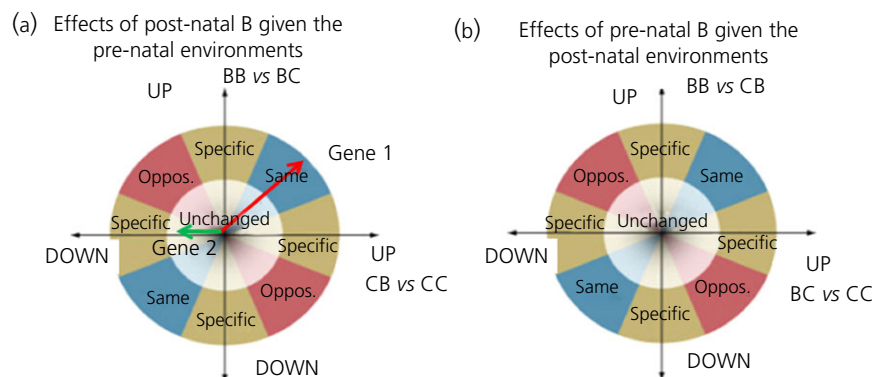 (a) Effects of post-natal B given the
pre-natal environments
UP
BB vs BC
Specific
Gene 1
Oppos.
Same
Specific
Unchanged
Gene 2
Specific
DOWN
UP
CB vs CC
Same
Oppos.
Specific
DOWN
(b) Effects of pre-natal B given the
post-natal environments
UP
BB vs CB
Specific
Oppos.
Same
Specific
Unchanged
Specific
DOWN
UP
BC vs CC
Same
Oppos.
Specific
DOWN